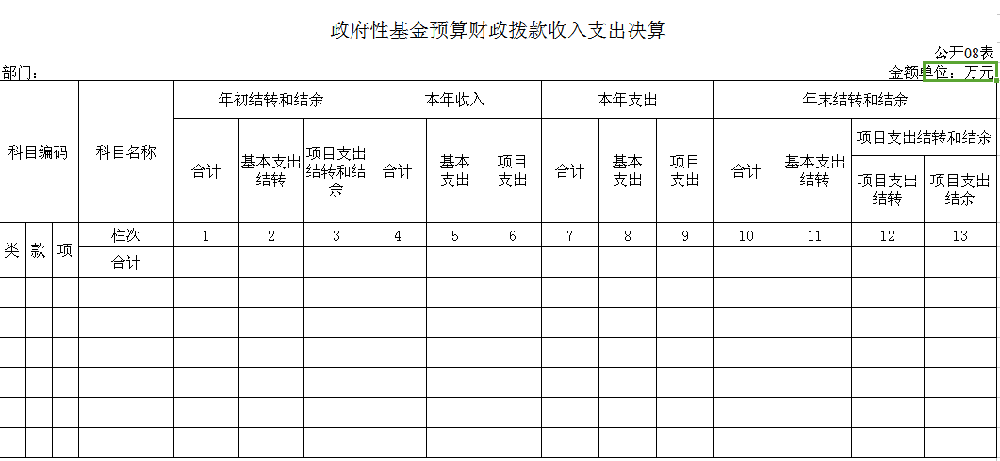 政府性基金预算财政拨款收入支出决算
公开08表
部门： 金额单位：万元
科目编码 科目名称 年初结转和结余 本年收入 本年支出 年末结转和结余
合计 基本支出结转 项目支出结转和结余 合计 基本支出 项目支出 合计 基本支出 项目支出 合计 基本支出结转 项目支出结转和结余
项目支出结转 项目支出结余
类 款 项 栏次 1 2 3 4 5 6 7 8 9 10 11 12 13
合计